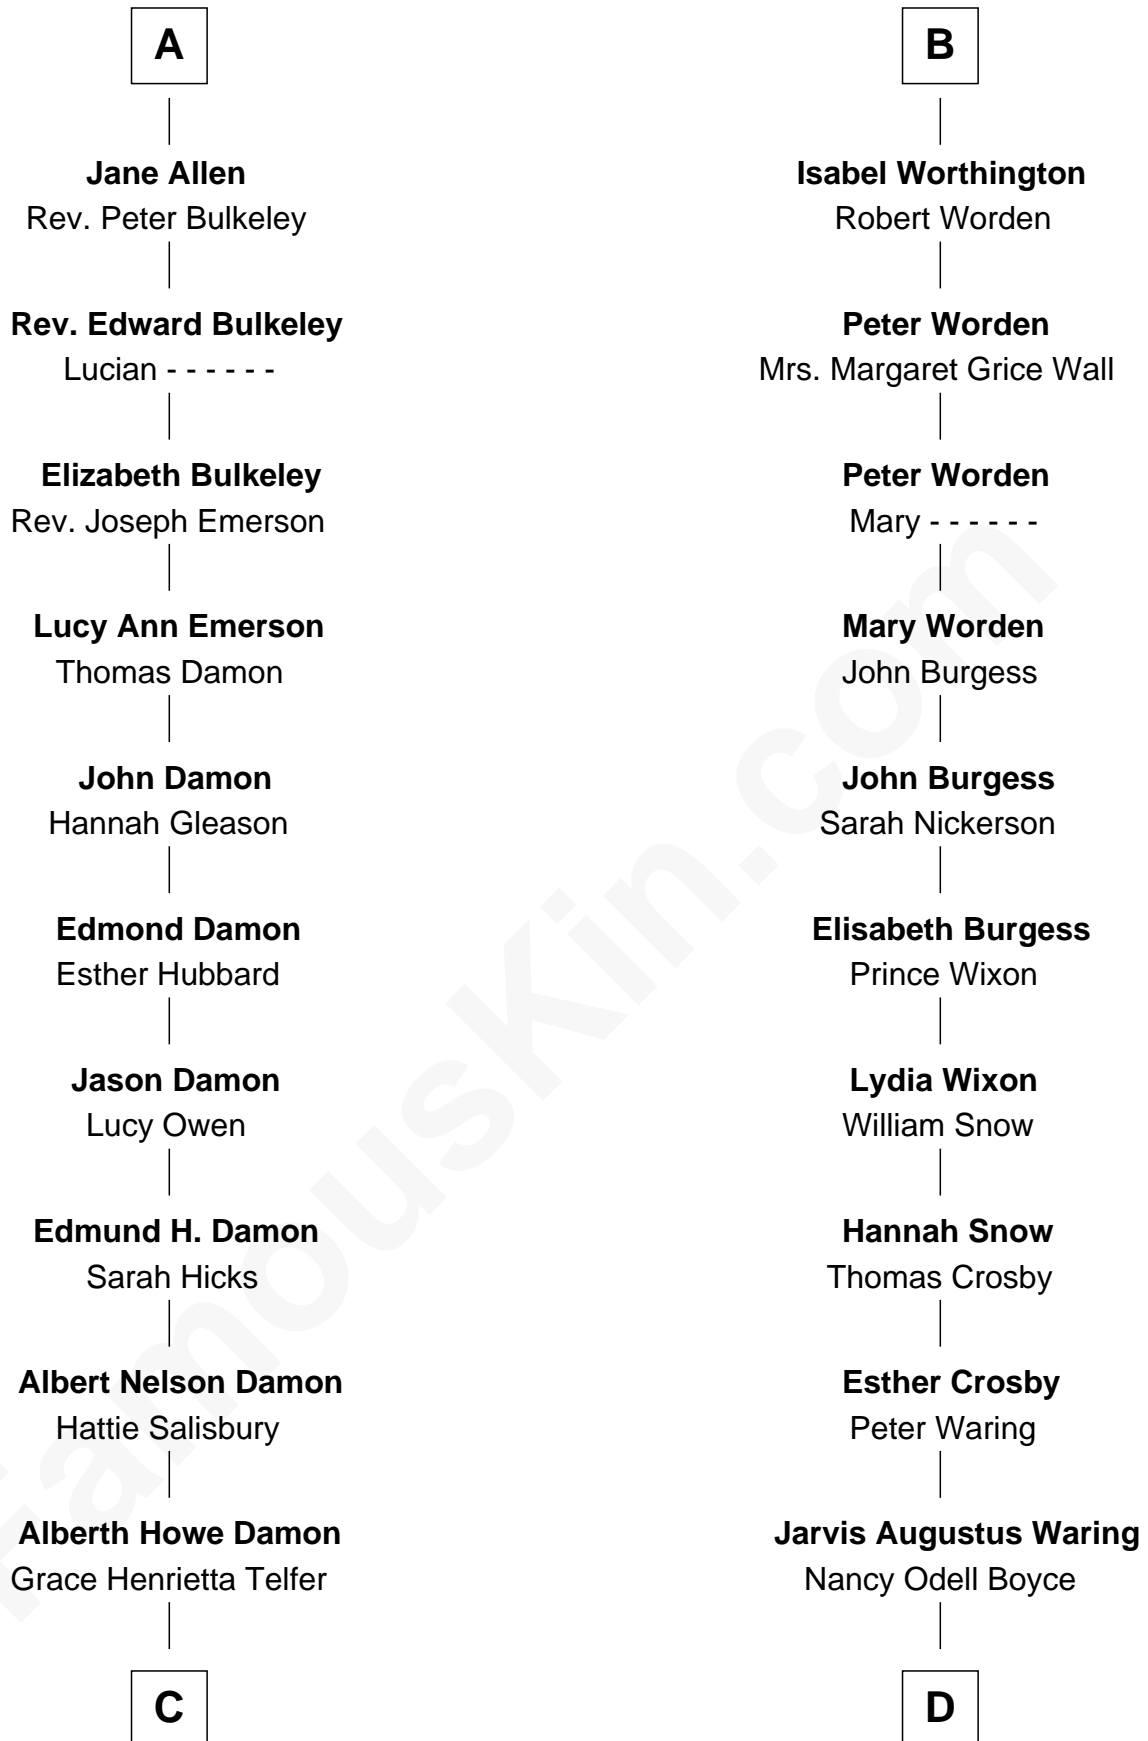 A
Jane Allen
Rev. Peter Bulkeley
Rev. Edward Bulkeley
Lucian - - - - - -
Elizabeth Bulkeley
Rev. Joseph Emerson
Lucy Ann Emerson
Thomas Damon
John Damon
Hannah Gleason
Edmond Damon
Esther Hubbard
Jason Damon
Lucy Owen
Edmund H. Damon
Sarah Hicks
Albert Nelson Damon
Hattie Salisbury
Alberth Howe Damon
Grace Henrietta Telfer
C
B
Isabel Worthington
Robert Worden
Peter Worden
Mrs. Margaret Grice Wall
Peter Worden
Mary - - - - - -
Mary Worden
John Burgess
John Burgess
Sarah Nickerson
Elisabeth Burgess
Prince Wixon
Lydia Wixon
William Snow
Hannah Snow
Thomas Crosby
Esther Crosby
Peter Waring
Jarvis Augustus Waring
Nancy Odell Boyce
D
FamousKin.com